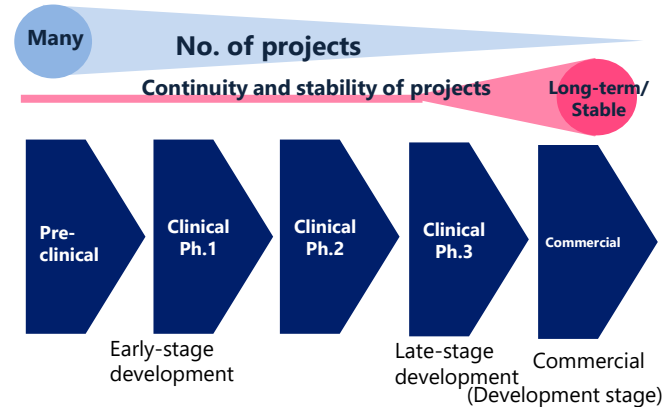 Many
No. of projects
Continuity and stability of projects
Long-term/
Stable
Pre-
clinical
Clinical
Ph.1
Clinical
Ph.2
Clinical
Ph.3
Commercial
Early-stage
development
Late-stage
development
Commercial
(Development stage)